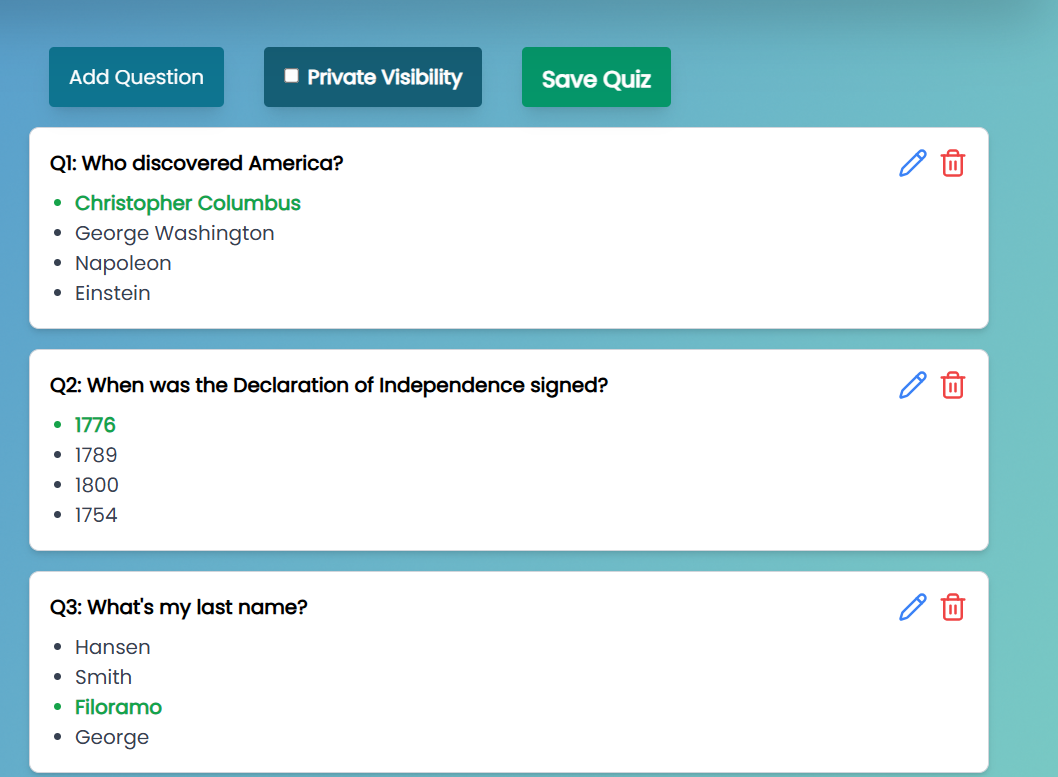 Add Question
Private Visibility
Save Quiz
Q1: Who discovered America?
Christopher Columbus
George Washington
Napoleon
Einstein
Q2: When was the Declaration of Independence signed?
1776
1789
1800
1754
Q3: What's my last name?
Hansen
Smith
Filoramo
George